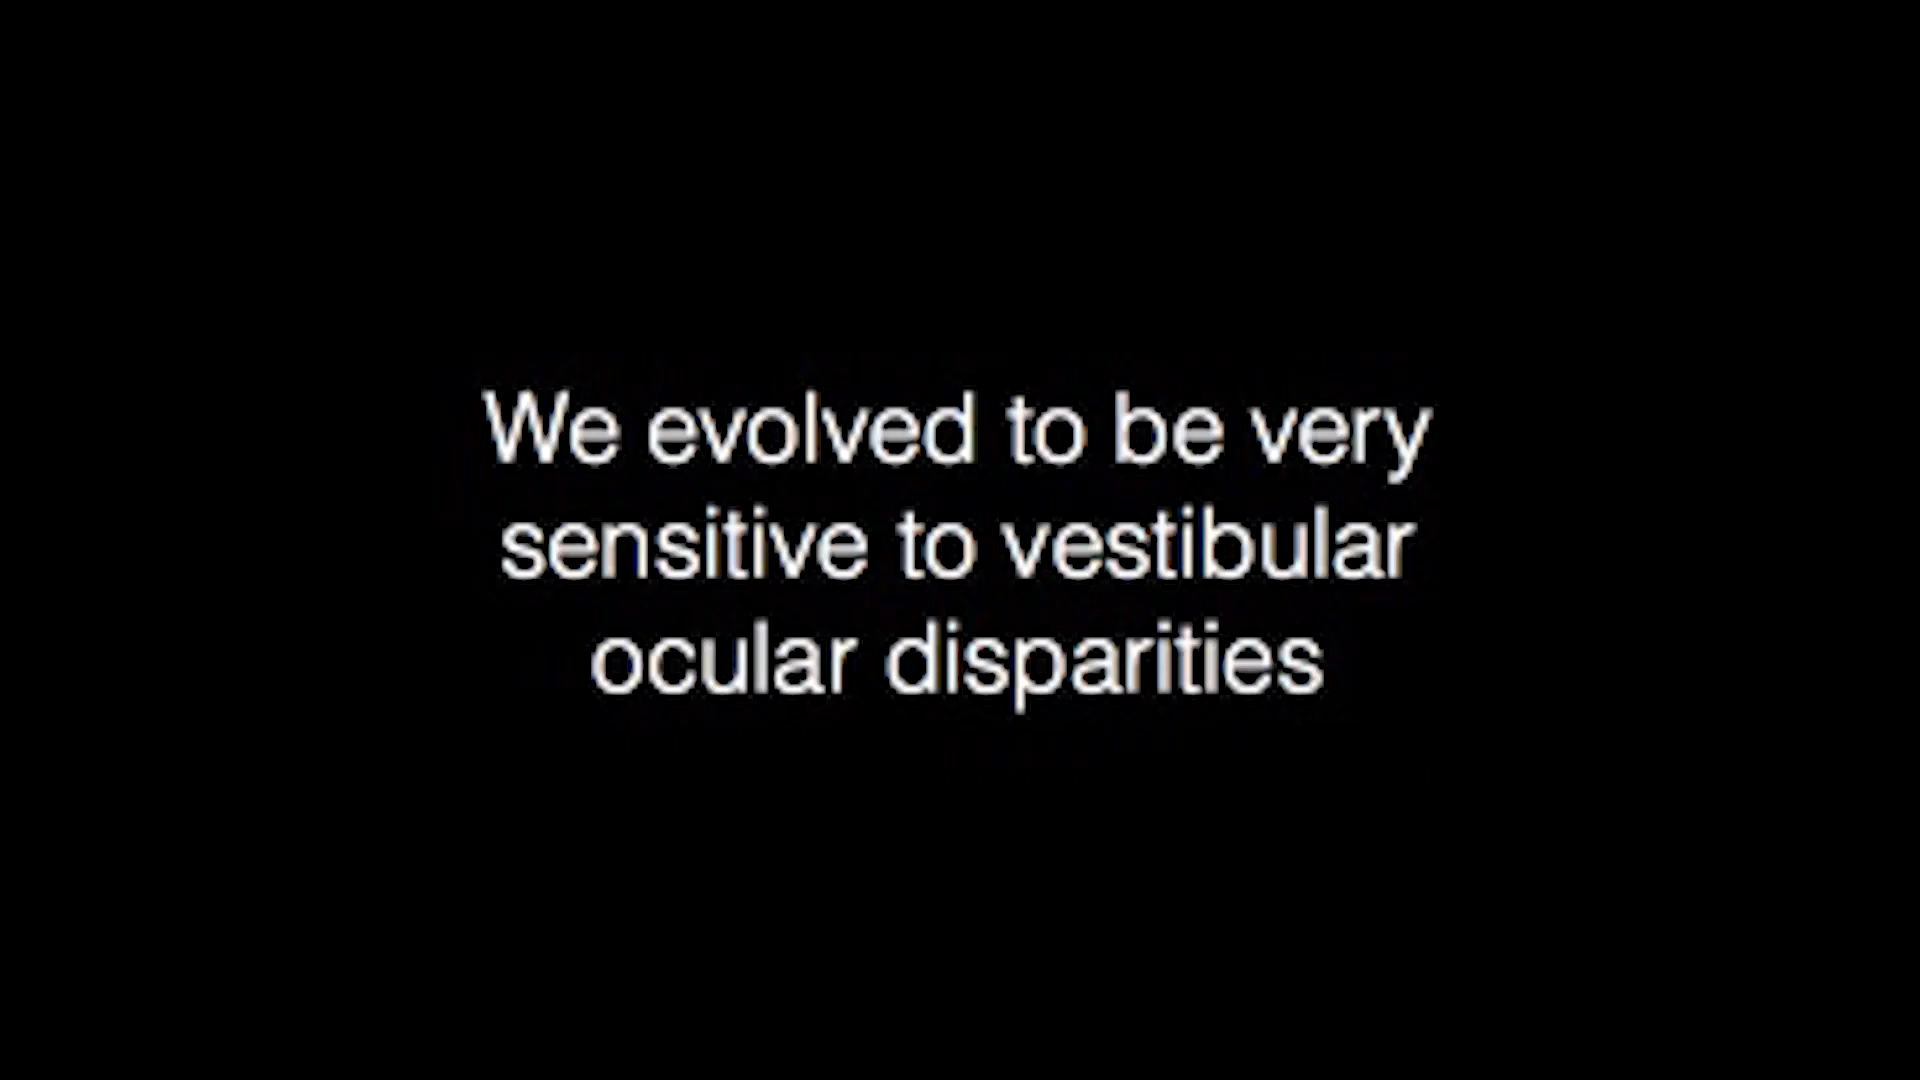 We evolved to be very
sensitive to vestibular
ocular disparities